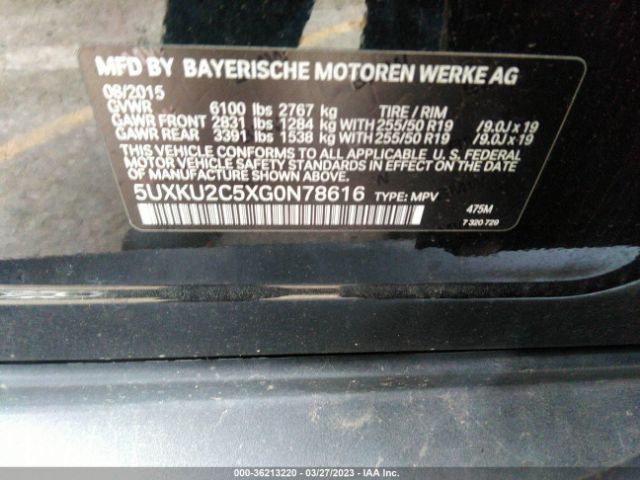 MFD BY BAYERISCHE MOTOREN WERKE AG
08/2015
GVWR 6100 lbs 2767 kg TIRE / RIM
GAWR FRONT 2831 lbs 1284 kg WITH 255/50 R19 /9.0J x 19
GAWR REAR 3391 lbs 1538 kg WITH 255/50 R19 /9.0J x 19
THIS VEHICLE CONFORMS TO ALL APPLICABLE U. S. FEDERAL
MOTOR VEHICLE SAFETY STANDARDS IN EFFECT ON THE DATE
OF MANUFACTURE SHOWN ABOVE.
5UXKU2C5XG0N78616 TYPE: MPV
475M
7 320 729
000-36213220 - 03/27/2023 - IAA Inc.